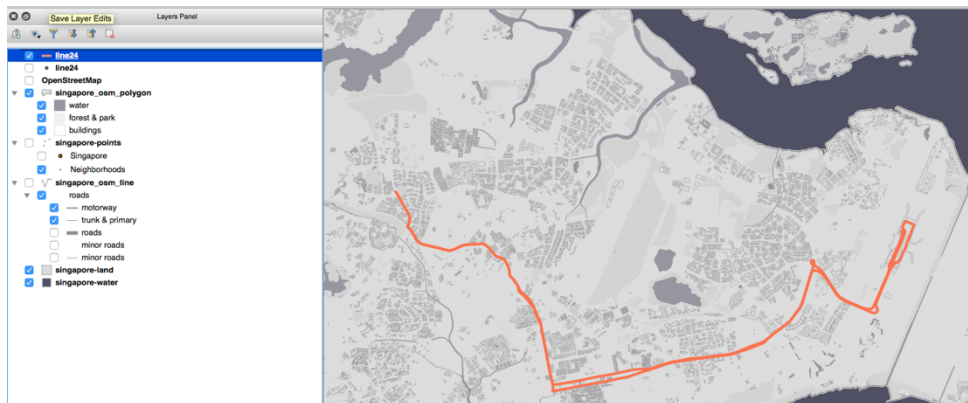 Save Layer Edits
Layers Panel
line24
line24
OpenStreetMap
singapore_osm_polygon
water
forest & park
buildings
singapore-points
Singapore
Neighborhoods
singapore_osm_line
roads
motorway
trunk & primary
roads
minor roads
minor roads
singapore-land
singapore-water